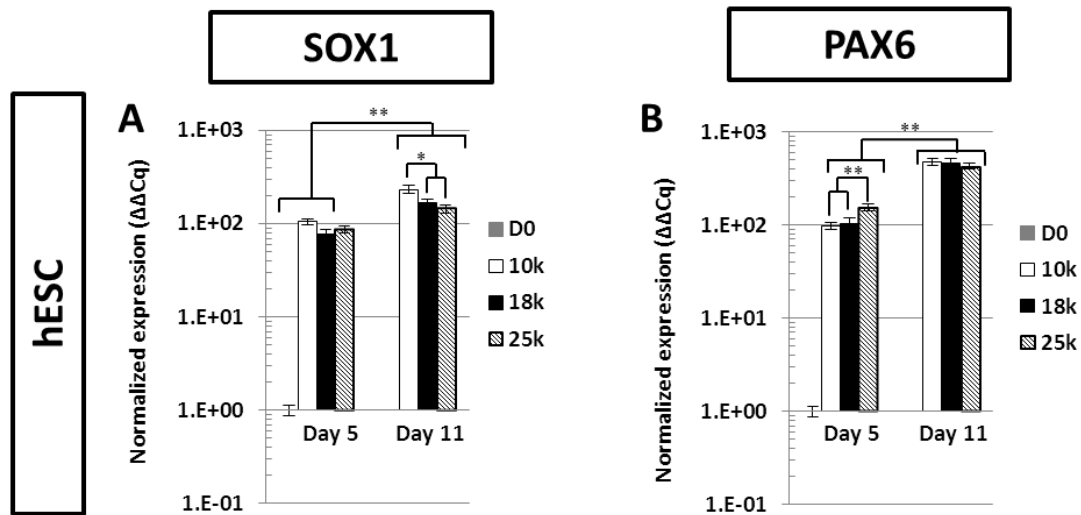 SOX1
PAX6
hESC
A
Normalized expression (ΔΔCq)
1.E+03
1.E+02
1.E+01
1.E+00
1.E-01
**
*
Day 5
Day 11
D0
10k
18k
25k
B
Normalized expression (ΔΔCq)
1.E+03
1.E+02
1.E+01
1.E+00
1.E-01
**
**
Day 5
Day 11
D0
10k
18k
25k